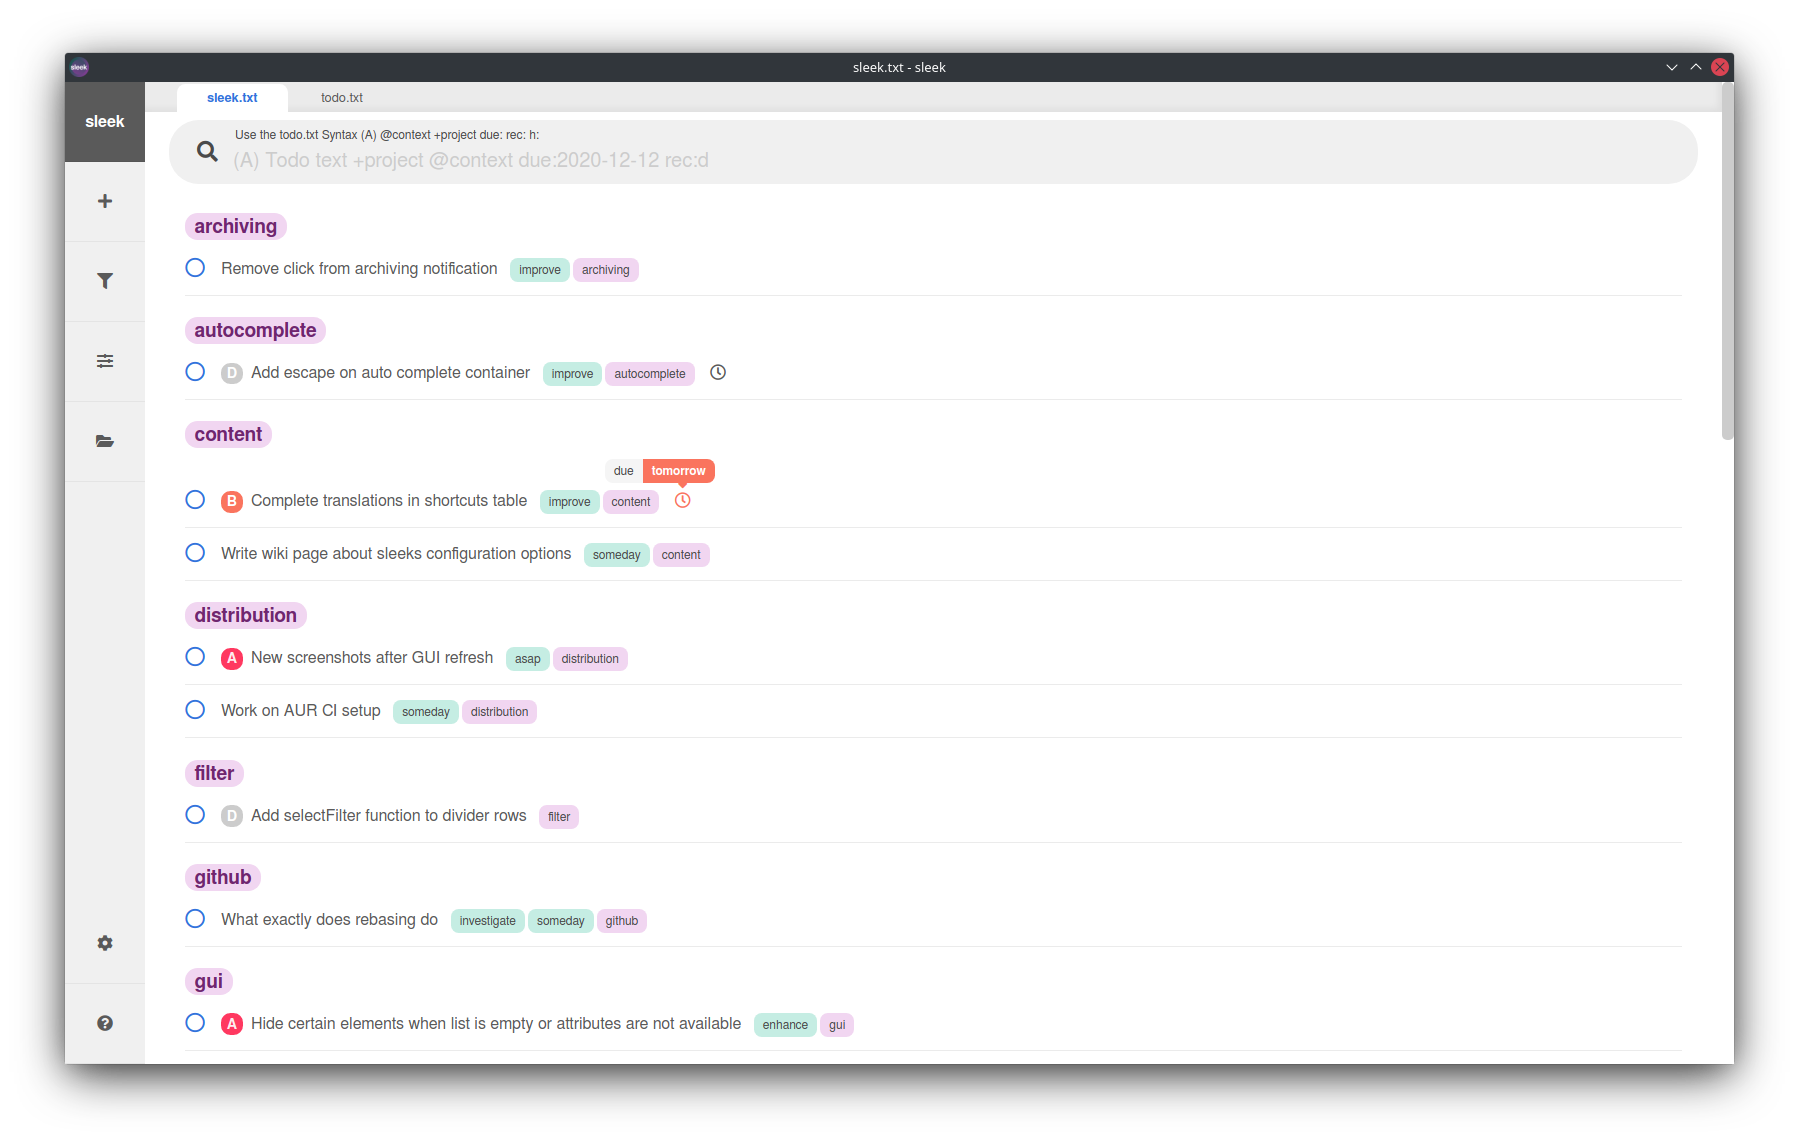 sleek
sleek.txt - sleek
sleek
sleek.txt todo.txt
Use the todo.txt Syntax (A) @context +project due: rec: h:
(A) Todo text +project @context due:2020-12-12 rec:d
archiving
Remove click from archiving notification improve archiving
autocomplete
D Add escape on auto complete container improve autocomplete
content
due tomorrow
B Complete translations in shortcuts table improve content
Write wiki page about sleeks configuration options someday content
distribution
A New screenshots after GUI refresh asap distribution
Work on AUR CI setup someday distribution
filter
D Add selectFilter function to divider rows filter
github
What exactly does rebasing do investigate someday github
gui
A Hide certain elements when list is empty or attributes are not available enhance gui